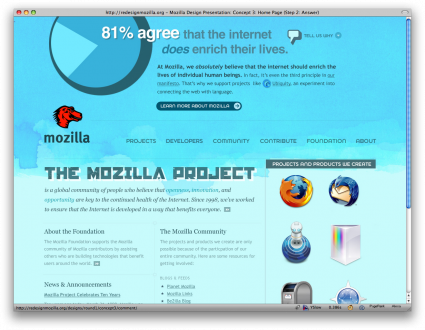 http://redesignmozilla.org - Mozilla Design Presentation: Concept 3: Home Page (Step 2: Answer)
81% agree that the internet
does enrich their lives.
TELL US WHY
At Mozilla, we absolutely believe that the internet should enrich the
lives of individual human beings. In fact, it's even the third principle in our
manifesto. That's why we support projects like Ubiquity, an experiment into
connecting the web with language.
LEARN MORE ABOUT MOZILLA
mozilla
PROJECTS DEVELOPERS COMMUNITY CONTRIBUTE FOUNDATION ABOUT
THE MOZILLA PROJECT
is a global community of people who believe that openness, innovation, and
opportunity are key to the continued health of the Internet. Since 1998, we've worked
to ensure that the Internet is developed in a way that benefits everyone.
PROJECTS AND PRODUCTS WE CREATE
About the Foundation
The Mozilla Foundation supports the Mozilla
community of Mozilla contributors by assisting
others who are building technologies that benefit
users around the world.
The Mozilla Community
The projects and products we create are only
possible because of the participation of our
entire community. Here are some resources for
getting involved:
BLOGS & FEEDS
Planet Mozilla
Mozilla Links
BeZilla Blog
News & Announcements
Mozilla Project Celebrates Ten Years